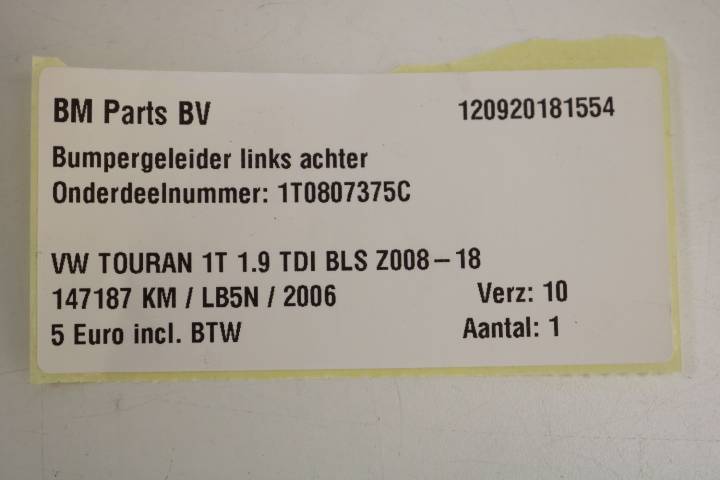 BM Parts BV 120920181554
Bumpergeleider links achter
Onderdeelnummer: 1T0807375C
VW TOURAN 1T 1.9 TDI BLS Z008-18
147187 KM / LB5N / 2006 Verz: 10
5 Euro incl. BTW Aantal: 1